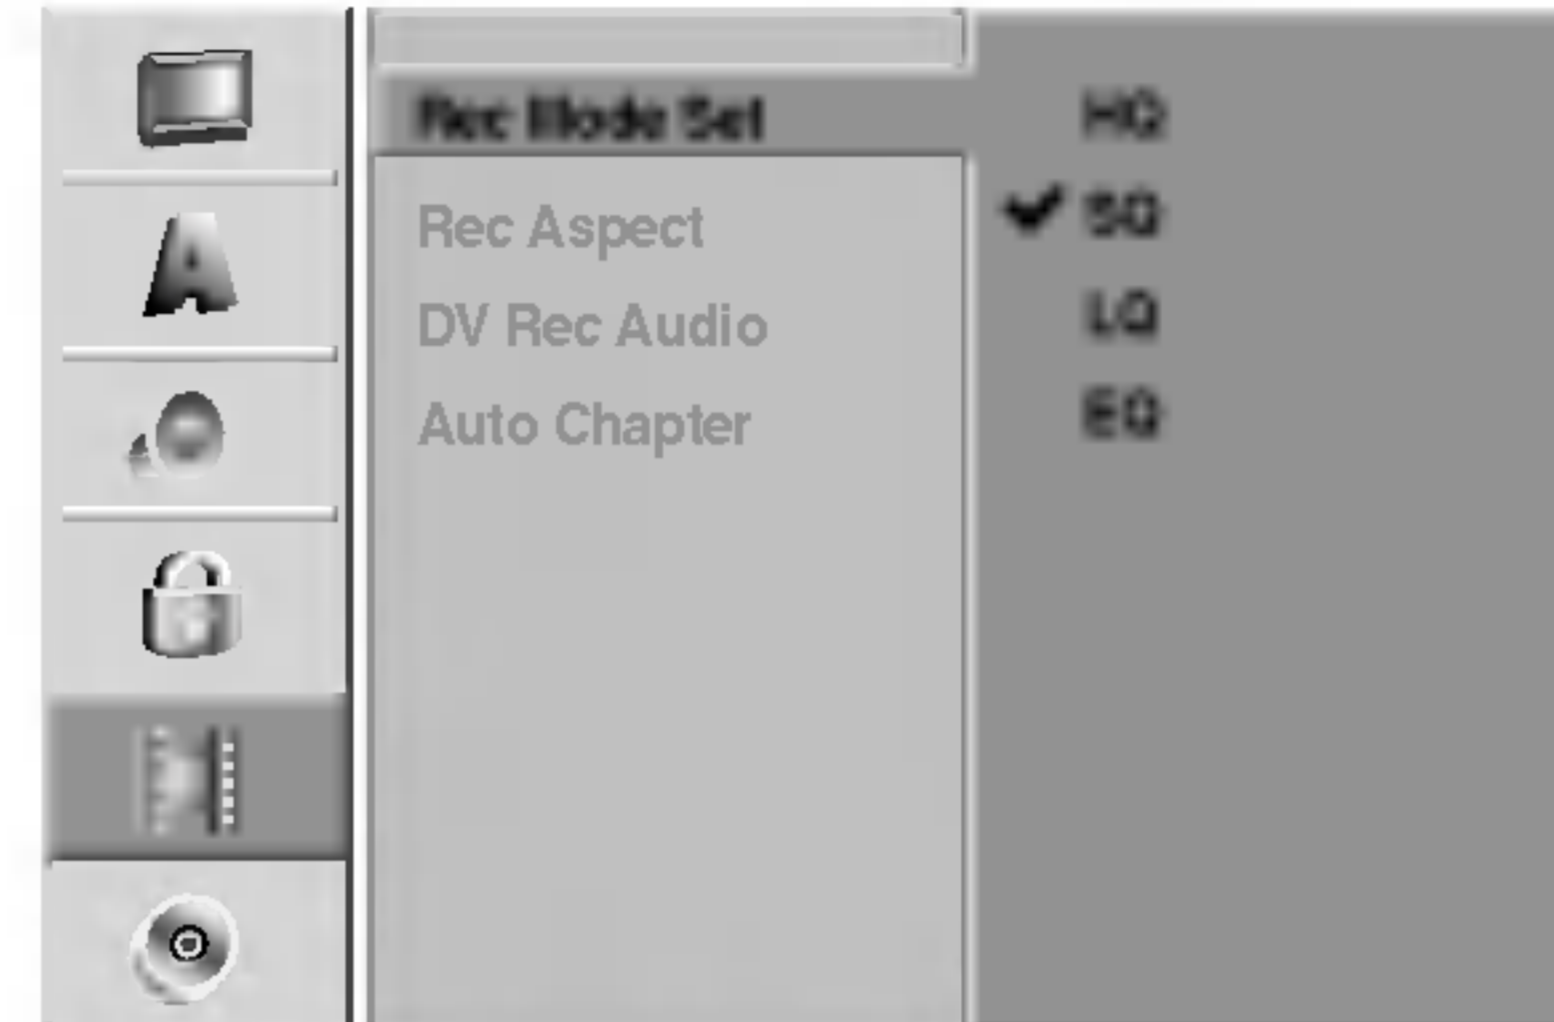 Rec Mode Set
Rec Aspect
DV Rec Audio
Auto Chapter
HQ
✔ SQ
LQ
EQ